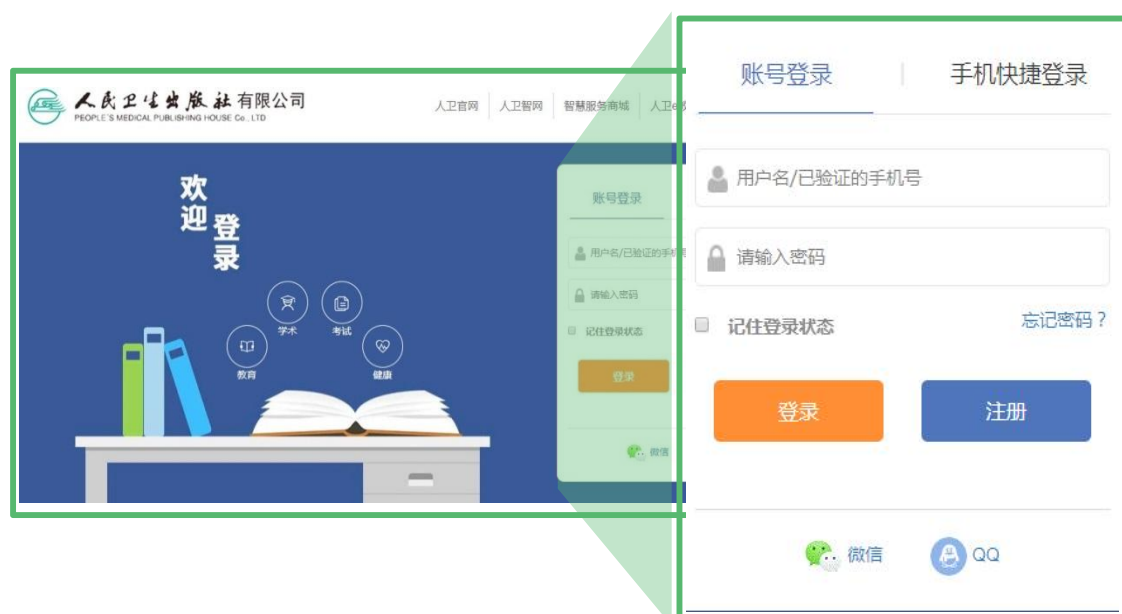 人民卫生出版社有限公司
PEOPLE'S MEDICAL PUBLISHING HOUSE Co., LTD
人卫官网 人卫智网 智慧服务商城 人卫e
欢迎
登录
学术
考试
教育
健康
账号登录
用户名/已验证的手机号
请输入密码
记住登录状态
登录
微信
账号登录 手机快捷登录
用户名/已验证的手机号
请输入密码
记住登录状态 忘记密码？
登录 注册
微信 QQ